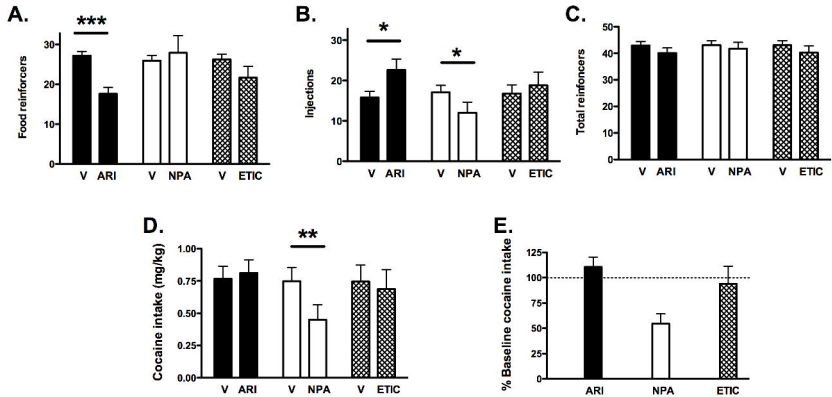 A.
***
Food reinforcers
30
20
10
0
V ARI V NPA V ETIC
B.
*
*
Injections
30
20
10
0
V ARI V NPA V ETIC
C.
Total reinfoncers
50
40
30
20
10
0
V ARI V NPA V ETIC
D.
**
Cocaine intake (mg/kg)
1.00
0.75
0.50
0.25
0.00
V ARI V NPA V ETIC
E.
% Baseline cocaine intake
125
100
75
50
25
0
ARI NPA ETIC